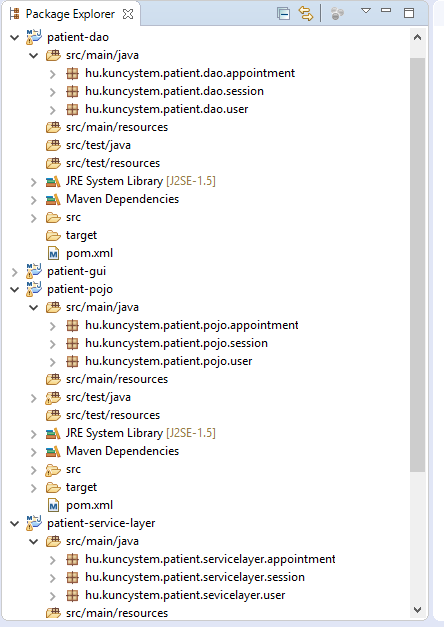 Package Explorer
patient-dao
src/main/java
hu.kuncystem.patient.dao.appointment
hu.kuncystem.patient.dao.session
hu.kuncystem.patient.dao.user
src/main/resources
src/test/java
src/test/resources
JRE System Library [J2SE-1.5]
Maven Dependencies
src
target
pom.xml
patient-gui
patient-pojo
src/main/java
hu.kuncystem.patient.pojo.appointment
hu.kuncystem.patient.pojo.session
hu.kuncystem.patient.pojo.user
src/main/resources
src/test/java
src/test/resources
JRE System Library [J2SE-1.5]
Maven Dependencies
src
target
pom.xml
patient-service-layer
src/main/java
hu.kuncystem.patient.servicelayer.appointment
hu.kuncystem.patient.sevicelayer.session
hu.kuncystem.patient.sevicelayer.user
src/main/resources